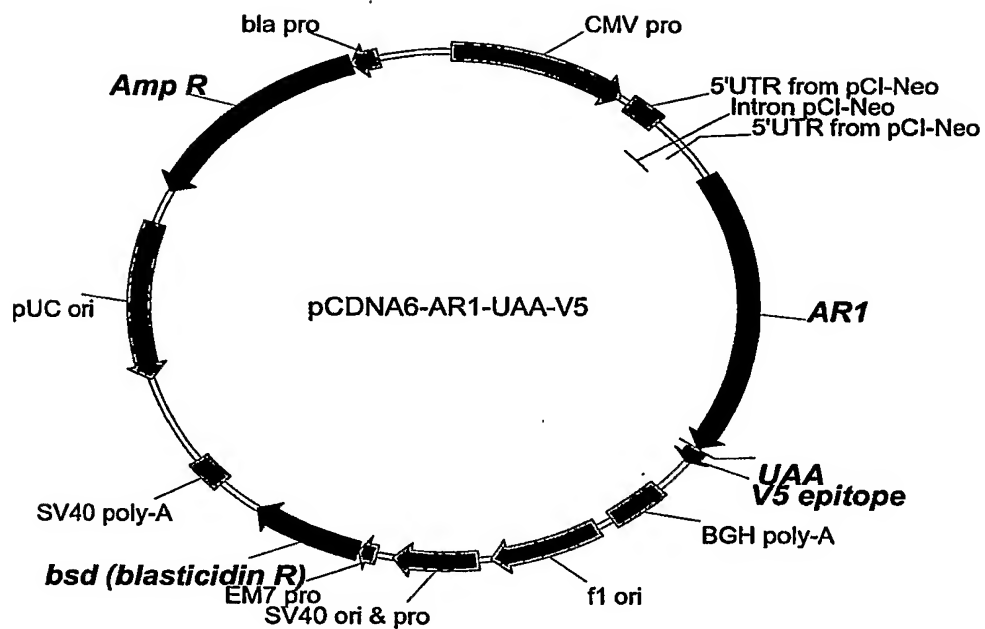 bla pro
CMV pro
Amp R
5'UTR from pCI-Neo
Intron pCI-Neo
5'UTR from pCI-Neo
pUC ori
pCDNA6-AR1-UAA-V5
AR1
UAA
V5 epitope
SV40 poly-A
BGH poly-A
bsd (blasticidin R)
EM7 pro
f1 ori
SV40 ori & pro